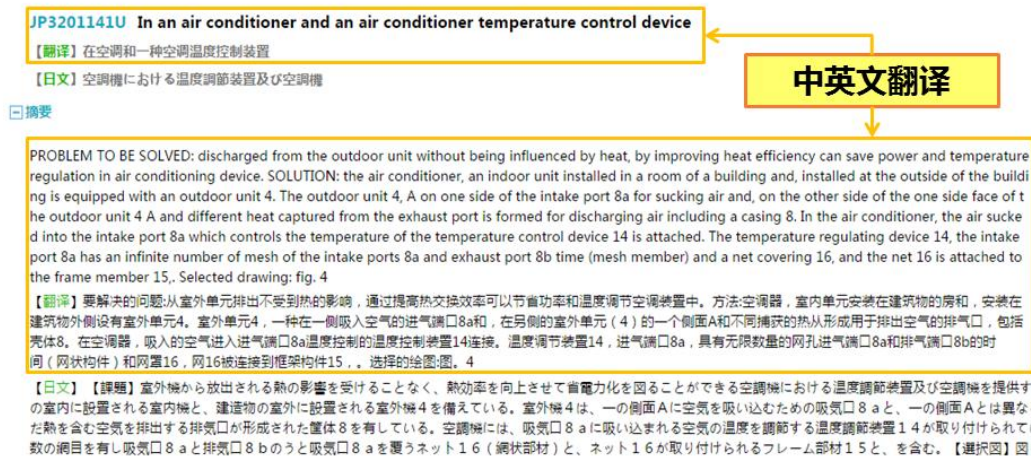 JP3201141U In an air conditioner and an air conditioner temperature control device
【翻译】在空调和一种空调温度控制装置
【日文】空調機における温度調節装置及び空調機
中英文翻译
摘要
PROBLEM TO BE SOLVED: discharged from the outdoor unit without being influenced by heat, by improving heat efficiency can save power and temperature
regulation in air conditioning device. SOLUTION: the air conditioner, an indoor unit installed in a room of a building and, installed at the outside of the buildi
ng is equipped with an outdoor unit 4. The outdoor unit 4, A on one side of the intake port 8a for sucking air and, on the other side of the one side face of t
he outdoor unit 4 A and different heat captured from the exhaust port is formed for discharging air including a casing 8. In the air conditioner, the air sucke
d into the intake port 8a which controls the temperature of the temperature control device 14 is attached. The temperature regulating device 14, the intake
port 8a has an infinite number of mesh of the intake ports 8a and exhaust port 8b time (mesh member) and a net covering 16, and the net 16 is attached to
the frame member 15,. Selected drawing: fig. 4
【翻译】要解决的问题:从室外单元排出不受到热的影响，通过提高热交换效率可以节省功率和温度调节空调装置中。方法:空调器，室内单元安装在建筑物的房和，安装在
建筑物外侧设有室外单元4。室外单元4，一种在一侧吸入空气的进气端口8a和，在另侧的室外单元（4）的一个侧面A和不同捕获的热从形成用于排出空气的排气口，包括
壳体8。在空调器，吸入的空气进入进气端口8a温度控制的温度控制装置14连接。温度调节装置14，进气端口8a，具有无限数量的网孔进气端口8a和排气端口8b的时
间（网状构件）和网罩16，网16被连接到框架构件15，。选择的绘图:图。4
【日文】【課題】室外機から放出される熱の影響を受けることなく、熱効率を向上させて省電力化を図ることができる空調機における温度調節装置及び空調機を提供す
の室内に設置される室内機と、建造物の室外に設置される室外機４を備えている。室外機４は、一の側面Ａに空気を吸い込むための吸気口８ａと、一の側面Ａとは異な
だ熱を含む空気を排出する排気口が形成された筐体８を有している。空調機には、吸気口８ａに吸い込まれる空気の温度を調節する温度調節装置１４が取り付けられてい
数の網目を有し吸気口８ａと排気口８ｂのうと吸気口８ａを覆うネット１６（網状部材）と、ネット１６が取り付けられるフレーム部材１５と、を含む。【選択図】図